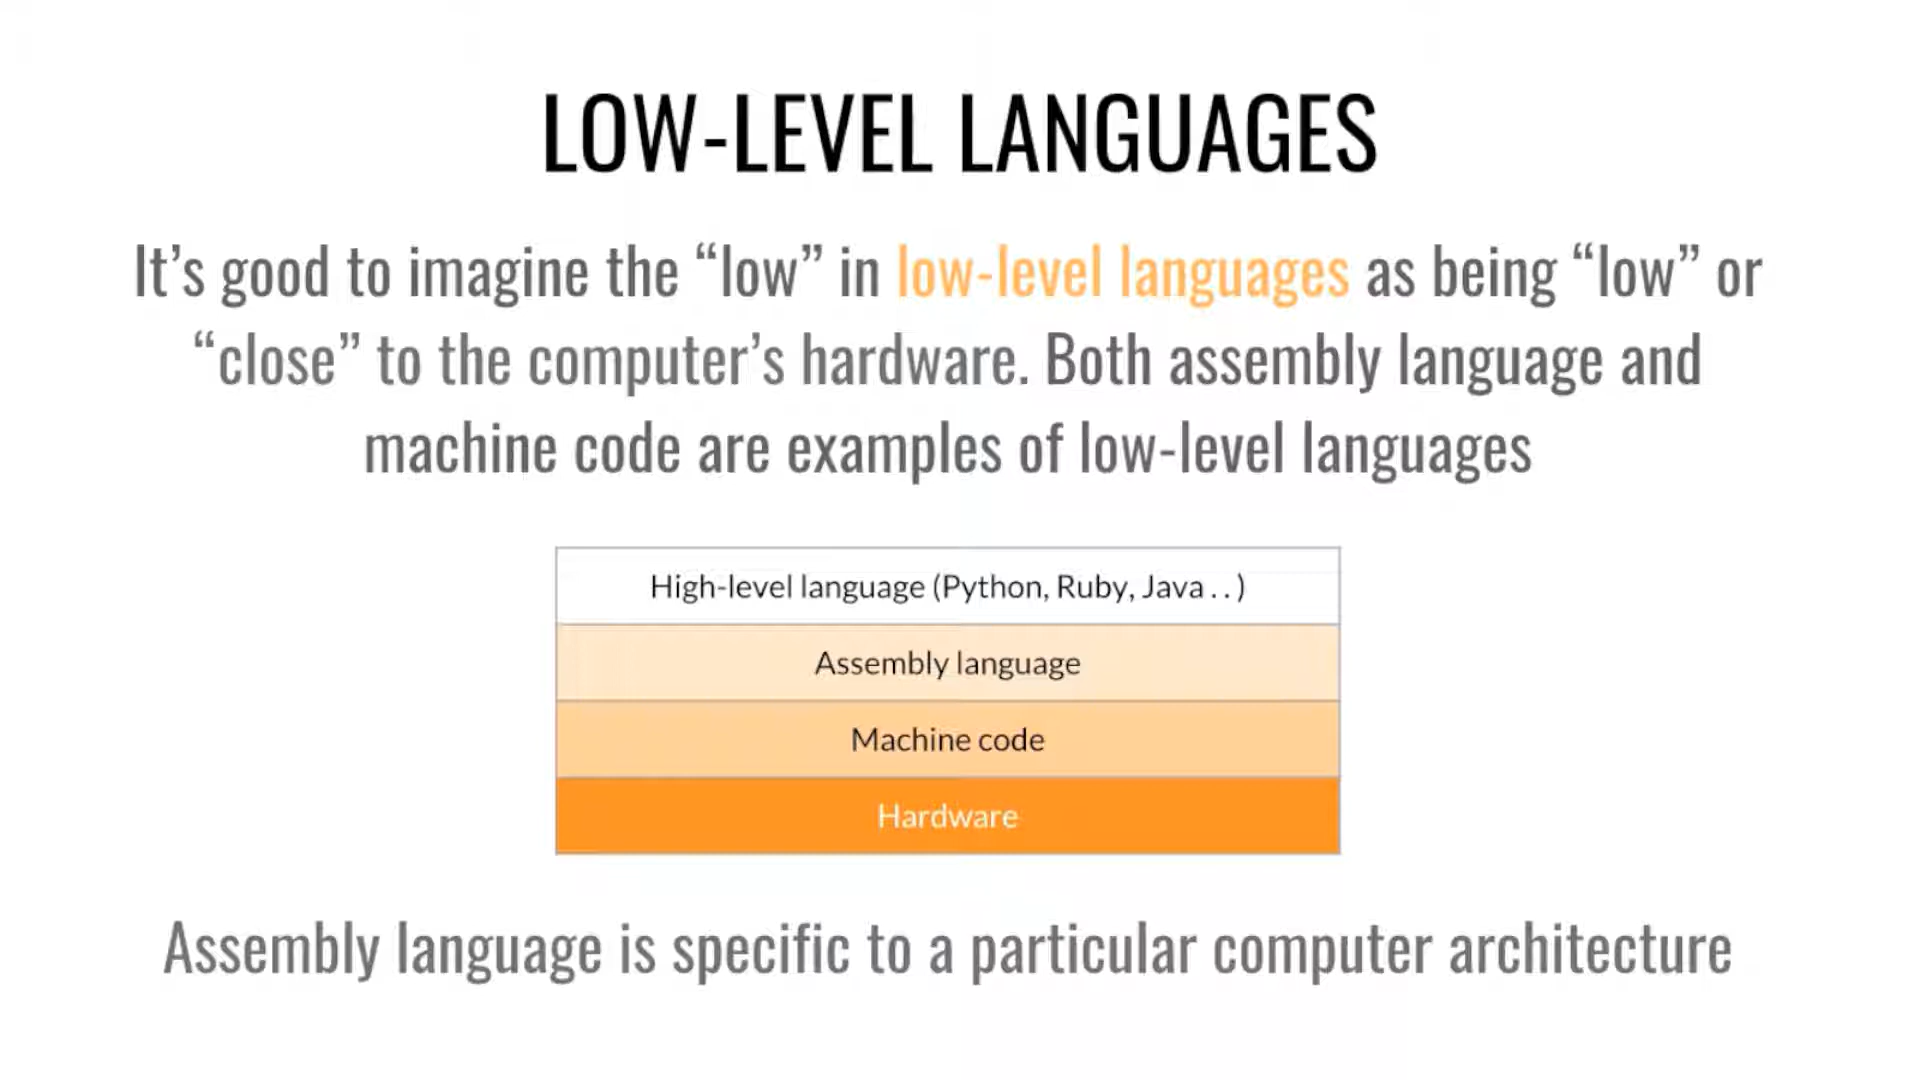 LOW-LEVEL LANGUAGES
It’s good to imagine the “low” in low-level languages as being “low” or
“close” to the computer’s hardware. Both assembly language and
machine code are examples of low-level languages
High-level language (Python, Ruby, Java . . )
Assembly language
Machine code
Hardware
Assembly language is specific to a particular computer architecture